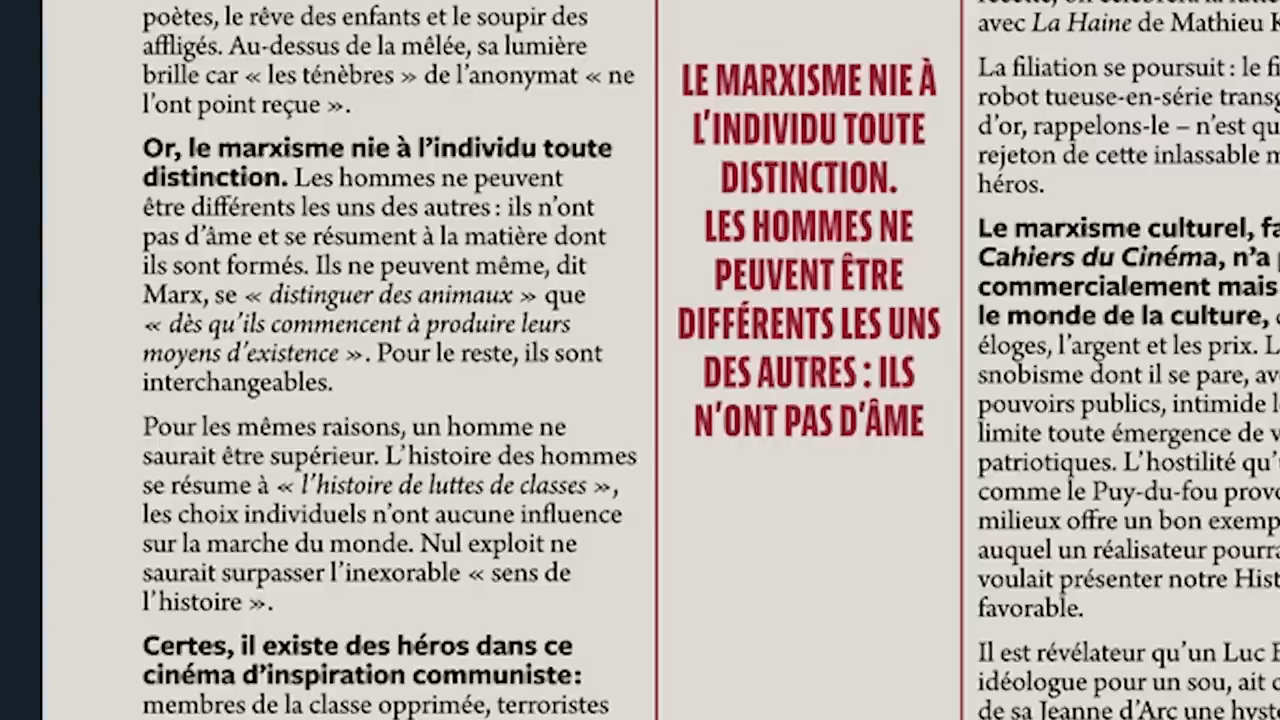 poètes, le rêve des enfants et le soupir des
affligés. Au-dessus de la mêlée, sa lumière
brille car « les ténèbres » de l'anonymat « ne
l'ont point reçue ».
Or, le marxisme nie à l'individu toute
distinction. Les hommes ne peuvent
être différents les uns des autres : ils n'ont
pas d'âme et se résument à la matière dont
ils sont formés. Ils ne peuvent même, dit
Marx, se « distinguer des animaux » que
« dès qu'ils commencent à produire leurs
moyens d'existence ». Pour le reste, ils sont
interchangeables.
Pour les mêmes raisons, un homme ne
saurait être supérieur. L'histoire des hommes
se résume à « l'histoire de luttes de classes »,
les choix individuels n'ont aucune influence
sur la marche du monde. Nul exploit ne
saurait surpasser l'inexorable « sens de
l'histoire ».
Certes, il existe des héros dans ce
cinéma d'inspiration communiste :
membres de la classe opprimée, terroristes
LE MARXISME NIE À
L'INDIVIDU TOUTE
DISTINCTION.
LES HOMMES NE
PEUVENT ÊTRE
DIFFÉRENTS LES UNS
DES AUTRES : ILS
N'ONT PAS D'ÂME
avec La Haine de Mathieu K
La filiation se poursuit : le fi
robot tueuse-en-série transg
d'or, rappelons-le – n'est qu
rejeton de cette inlassable m
héros.
Le marxisme culturel, fa
Cahiers du Cinéma, n'a p
commercialement mais
le monde de la culture,
éloges, l'argent et les prix. L
snobisme dont il se pare, av
pouvoirs publics, intimide l
limite toute émergence de v
patriotiques. L'hostilité qu'
comme le Puy-du-fou prov
milieux offre un bon exemp
auquel un réalisateur pourr
voulait présenter notre Hist
favorable.
Il est révélateur qu'un Luc B
idéologue pour un sou, ait
de sa Jeanne d'Arc une hyst